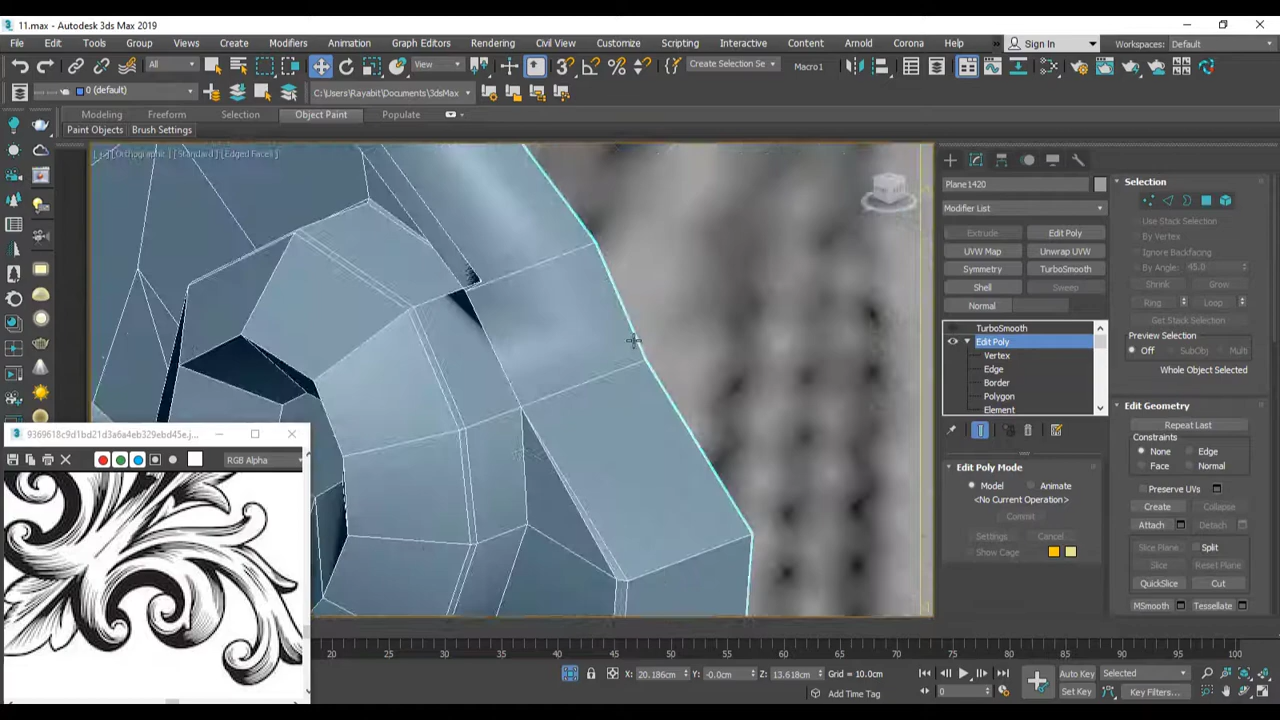 11.max - Autodesk 3ds Max 2019
File Edit Tools Group Views Create Modifiers Animation Graph Editors Rendering Civil View Customize Scripting Interactive Content Arnold Corona Help Sign In Workspaces: Default
All View Create Selection Se Macro1
0 (default) C:\Users\Rayabit\Documents\3dsMax
Modeling Freeform Selection Object Paint Populate
Paint Objects Brush Settings
[+] [Orthographic] [Standard] [Edged Faces]
Plane1420
Modifier List
Extrude Edit Poly
UVW Map Unwrap UVW
Symmetry TurboSmooth
Shell Sweep
Normal
TurboSmooth
Edit Poly
Vertex
Edge
Border
Polygon
Element
Edit Poly Mode
Model Animate
<No Current Operation>
Commit
Settings Cancel
Show Cage
Selection
Use Stack Selection
By Vertex
Ignore Backfacing
By Angle: 45.0
Shrink Grow
Ring Loop
Get Stack Selection
Preview Selection
Off SubObj Multi
Whole Object Selected
Edit Geometry
Repeat Last
Constraints
None Edge
Face Normal
Preserve UVs
Create Collapse
Attach Detach
Slice Plane Split
Slice Reset Plane
QuickSlice Cut
MSmooth Tessellate
RGB Alpha
20 25 30 35 40 45 50 55 60 65 70 75 80 85 90 95 100
X: 20.186cm Y: -0.0cm Z: 13.618cm Grid = 10.0cm
Add Time Tag
0
Auto Key Selected
Set Key Key Filters...